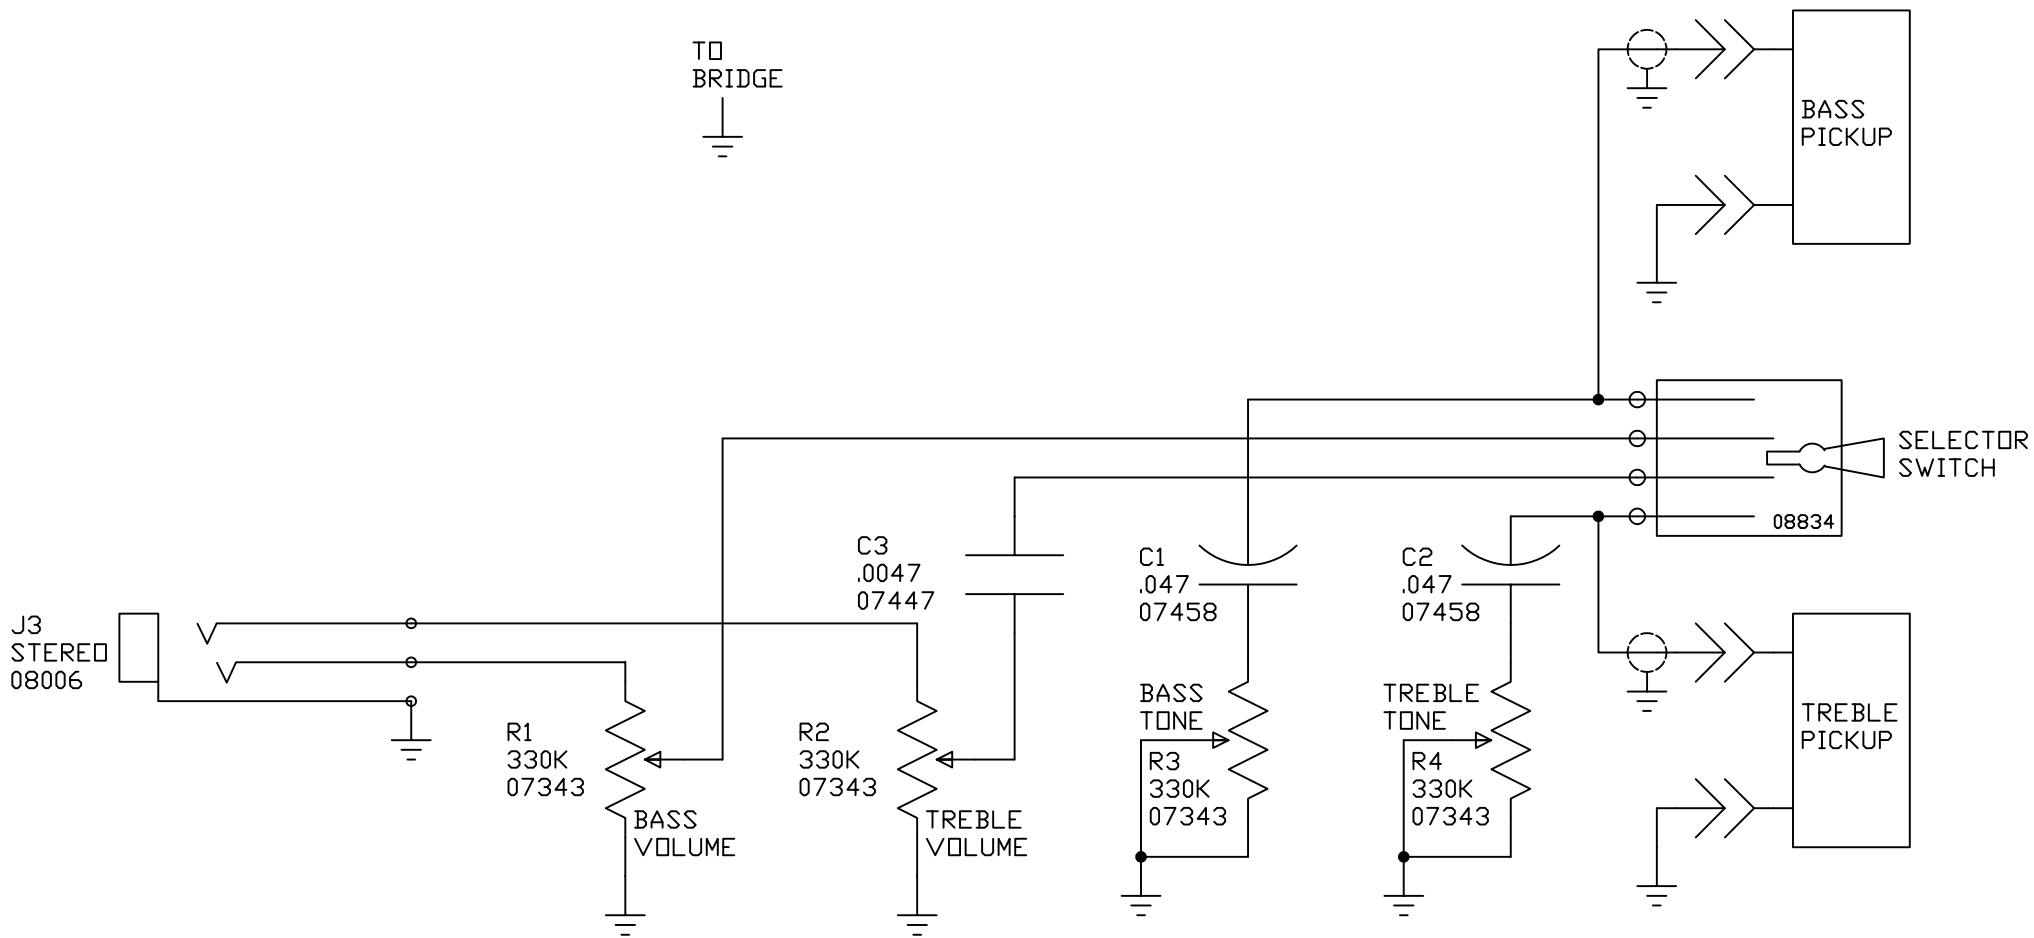 TO
BRIDGE
BASS
PICKUP
SELECTOR
SWITCH
08834
C3
.0047
07447
C1
.047
07458
C2
.047
07458
J3
STEREO
08006
BASS
TONE
TREBLE
TONE
TREBLE
PICKUP
R1
330K
07343
R2
330K
07343
R3
330K
07343
R4
330K
07343
BASS
VOLUME
TREBLE
VOLUME